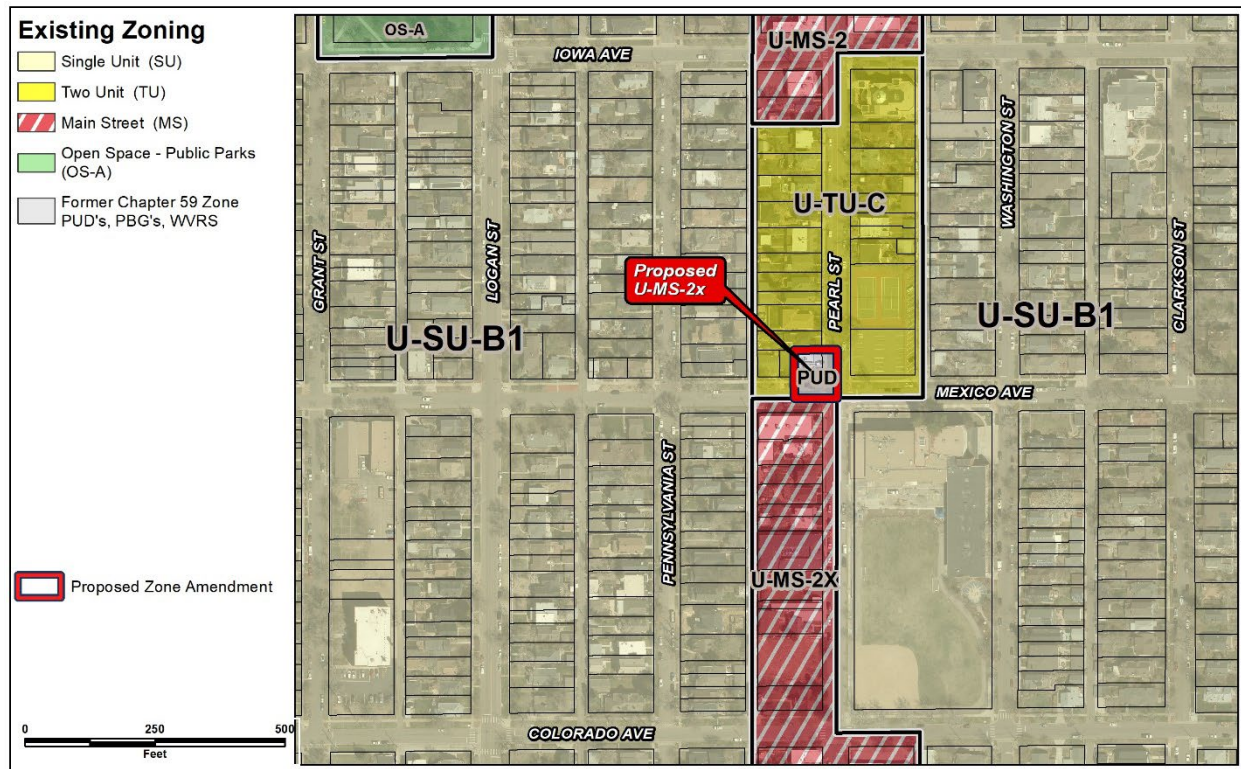 Existing Zoning
Single Unit (SU)
Two Unit (TU)
Main Street (MS)
Open Space - Public Parks
(OS-A)
Former Chapter 59 Zone
PUD's, PBG's, WVRS
Proposed Zone Amendment
0 250 500
Feet
OS-A
IOWA AVE
U-MS-2
U-TU-C
GRANT ST
LOGAN ST
PEARL ST
WASHINGTON ST
CLARKSON ST
Proposed
U-MS-2x
U-SU-B1
U-SU-B1
PUD
MEXICO AVE
PENNSYLVANIA ST
U-MS-2X
COLORADO AVE